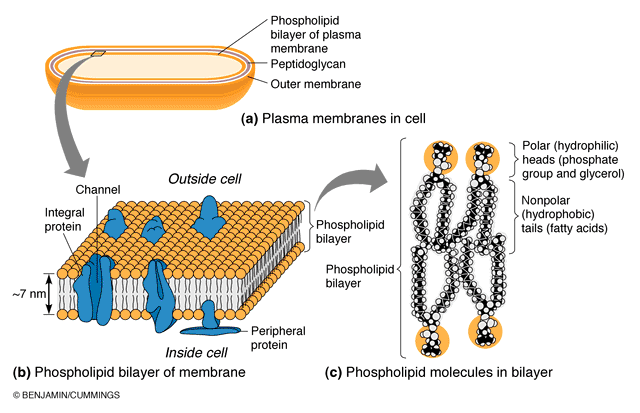 Phospholipid
bilayer of plasma
membrane
Peptidoglycan
Outer membrane
(a) Plasma membranes in cell
Channel
Integral
protein
Outside cell
Phospholipid
bilayer
~7 nm
Peripheral
protein
Inside cell
(b) Phospholipid bilayer of membrane
Polar (hydrophilic)
heads (phosphate
group and glycerol)
Nonpolar
(hydrophobic)
tails (fatty acids)
Phospholipid
bilayer
(c) Phospholipid molecules in bilayer
© BENJAMIN/CUMMINGS